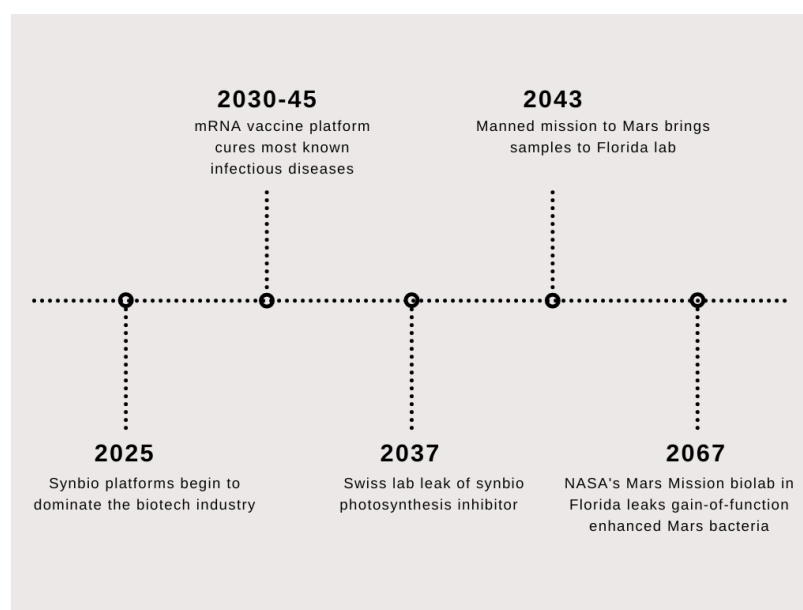 2030-45
mRNA vaccine platform
cures most known
infectious diseases
2043
Manned mission to Mars brings
samples to Florida lab
2025
Synbio platforms begin to
dominate the biotech industry
2037
Swiss lab leak of synbio
photosynthesis inhibitor
2067
NASA's Mars Mission biolab in
Florida leaks gain-of-function
enhanced Mars bacteria